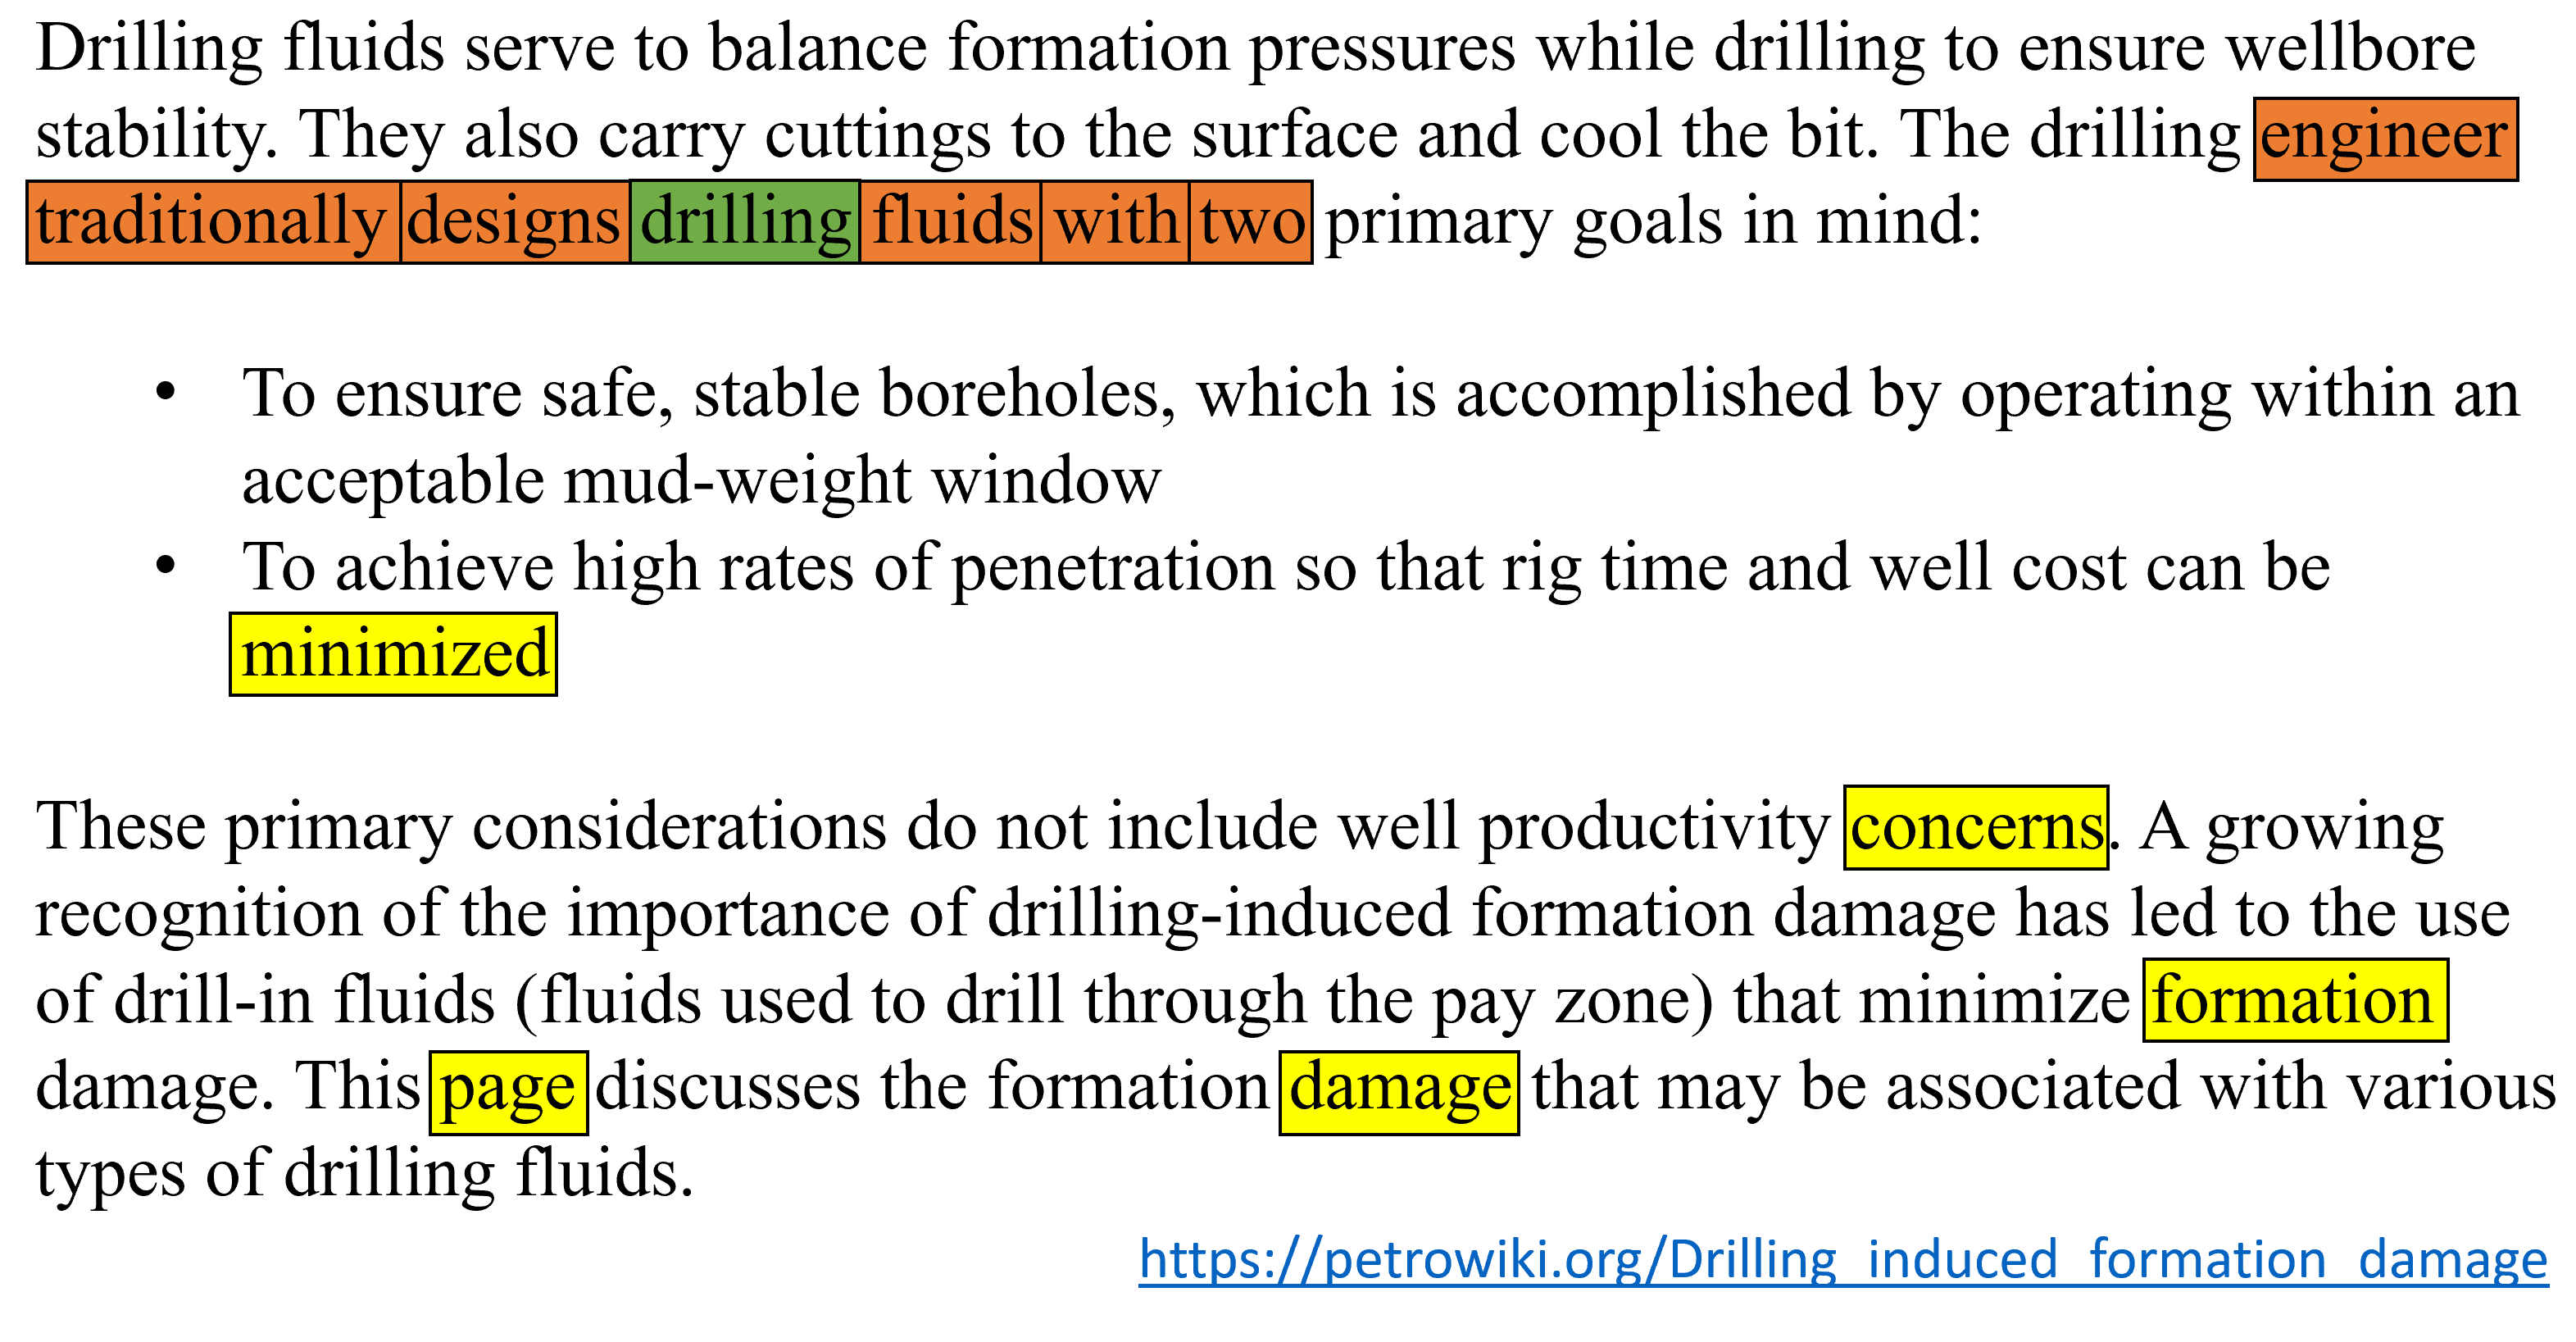 Drilling fluids serve to balance formation pressures while drilling to ensure wellbore
stability. They also carry cuttings to the surface and cool the bit. The drilling engineer
traditionally designs drilling fluids with two primary goals in mind:
• To ensure safe, stable boreholes, which is accomplished by operating within an
acceptable mud-weight window
• To achieve high rates of penetration so that rig time and well cost can be
minimized
These primary considerations do not include well productivity concerns. A growing
recognition of the importance of drilling-induced formation damage has led to the use
of drill-in fluids (fluids used to drill through the pay zone) that minimize formation
damage. This page discusses the formation damage that may be associated with various
types of drilling fluids.
https://petrowiki.org/Drilling_induced_formation_damage